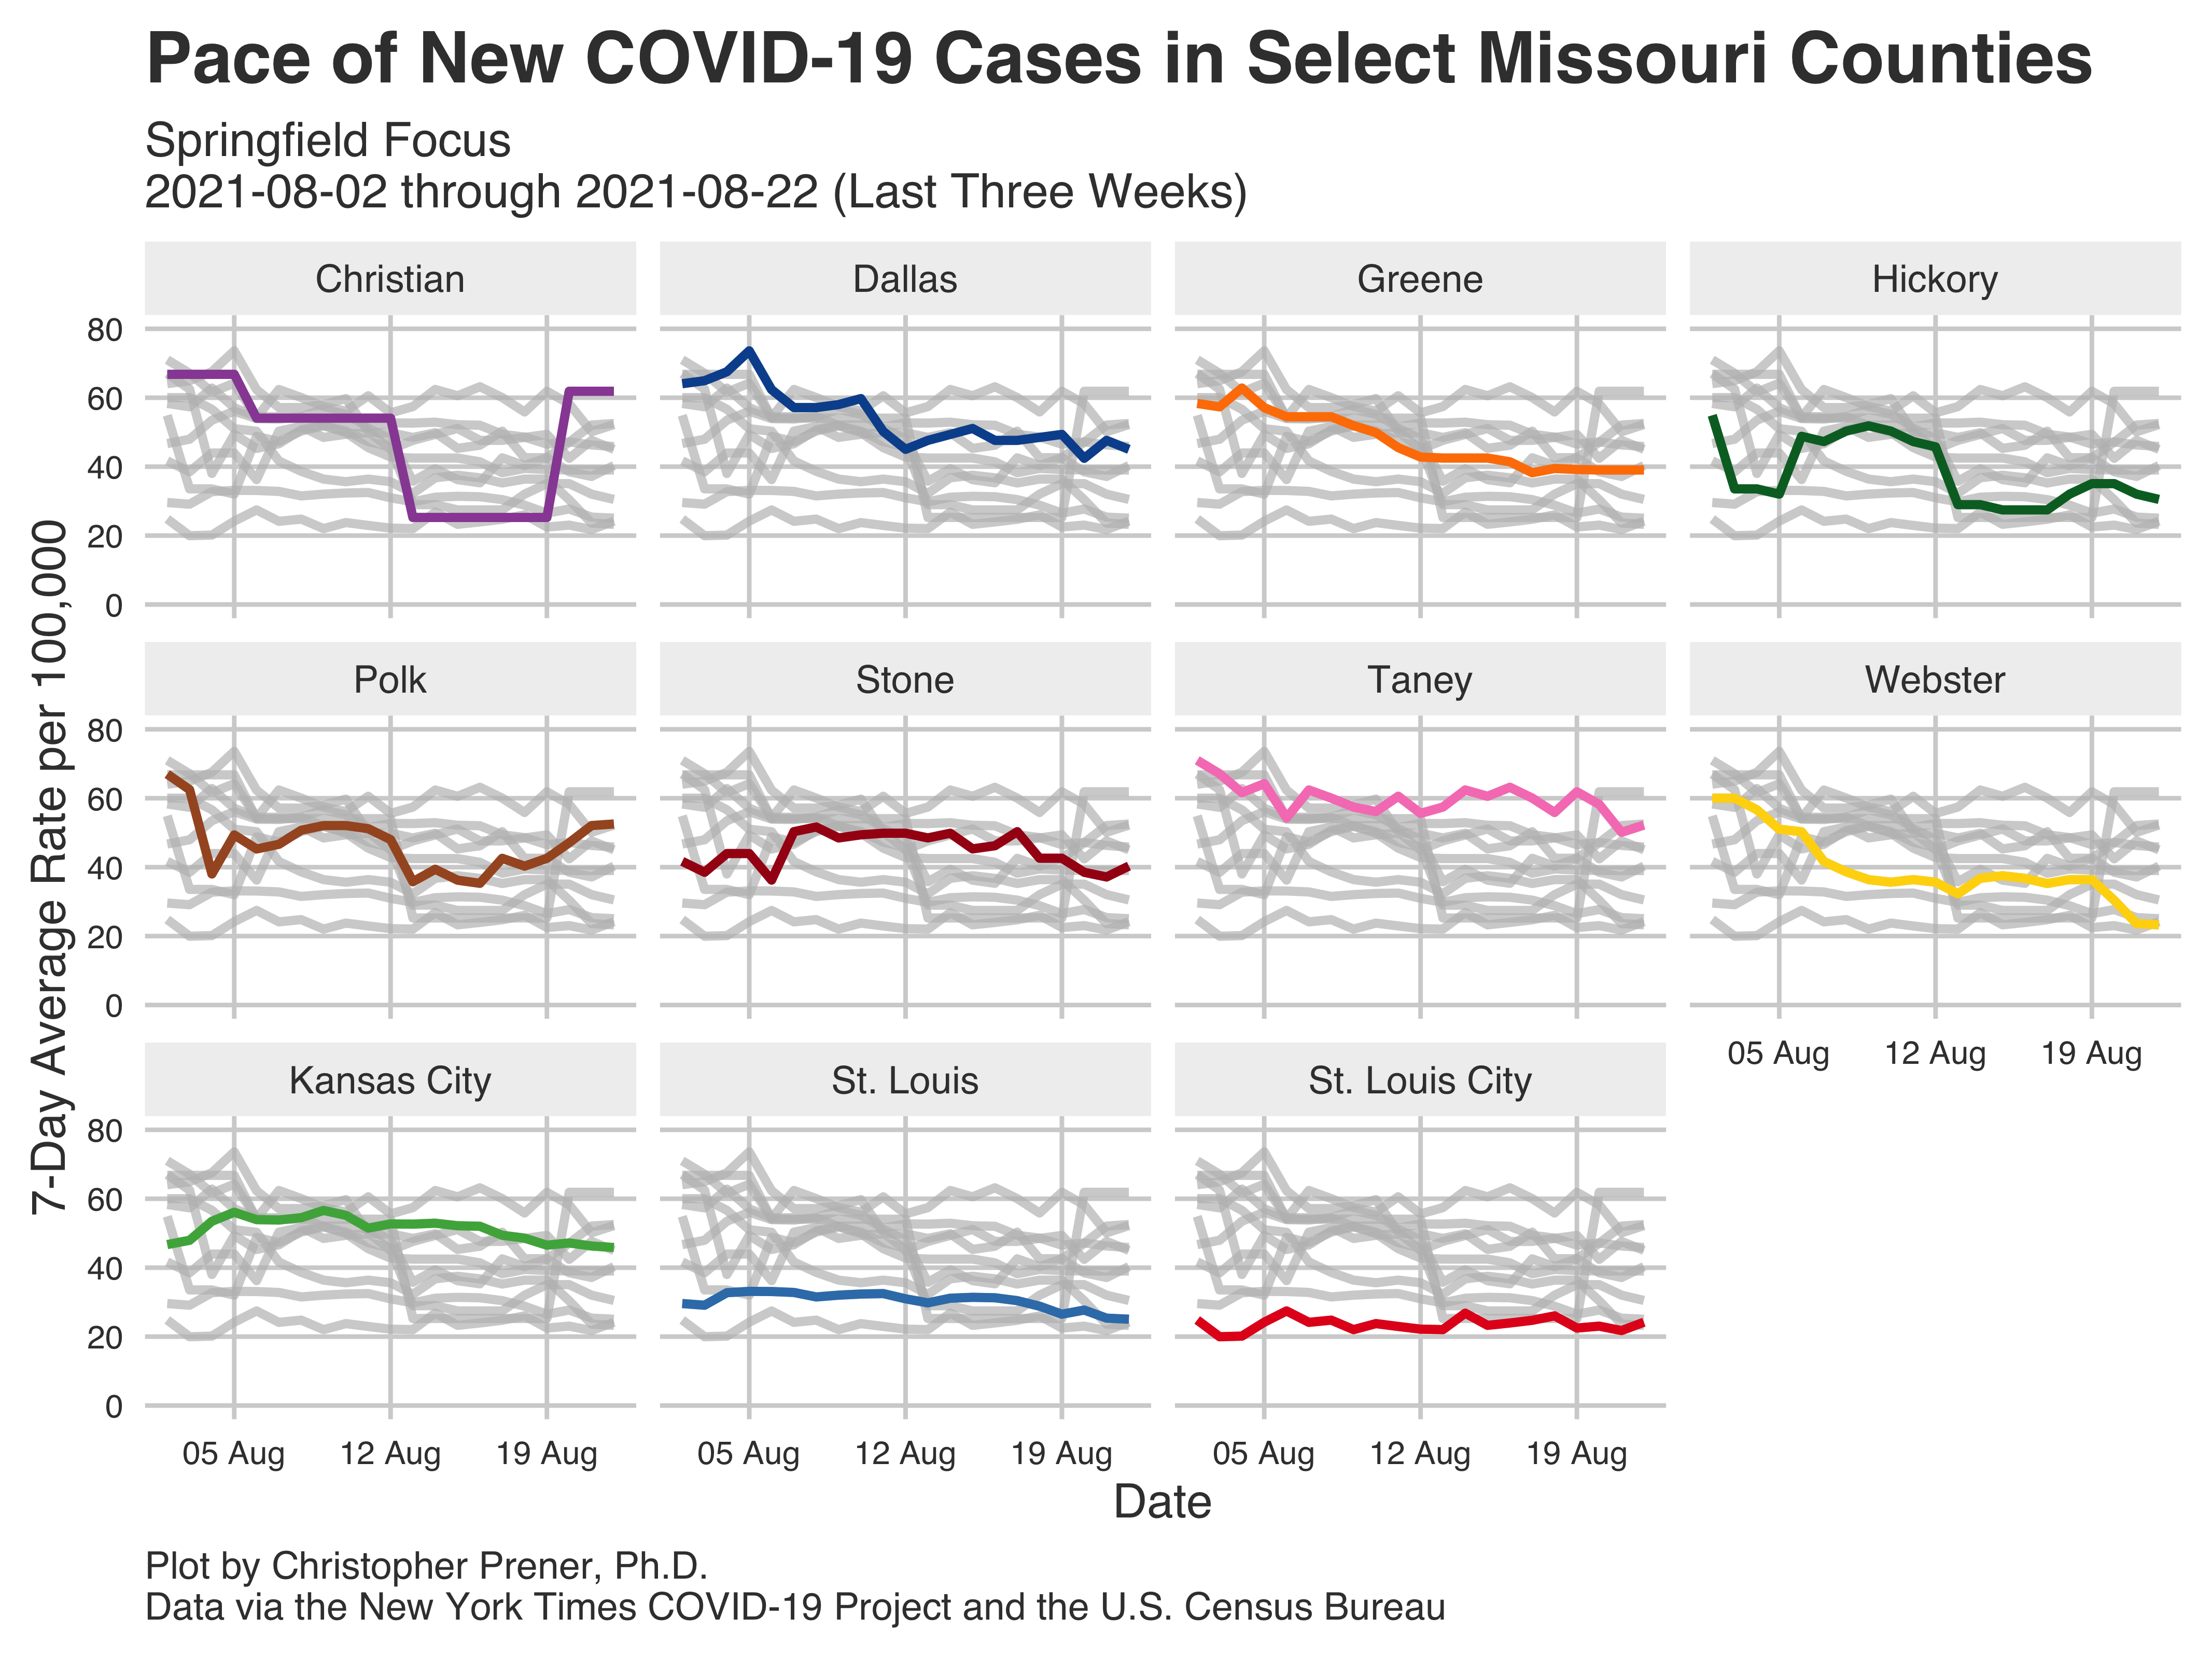 Pace of New COVID-19 Cases in Select Missouri Counties
Springfield Focus
2021-08-02 through 2021-08-22 (Last Three Weeks)
Christian
Dallas
Greene
Hickory
80
60
40
20
0
Polk
Stone
Taney
Webster
80
60
40
20
0
05 Aug
12 Aug
19 Aug
Kansas City
St. Louis
St. Louis City
80
60
40
20
0
05 Aug
12 Aug
19 Aug
05 Aug
12 Aug
19 Aug
05 Aug
12 Aug
19 Aug
7-Day Average Rate per 100,000
Date
Plot by Christopher Prener, Ph.D.
Data via the New York Times COVID-19 Project and the U.S. Census Bureau